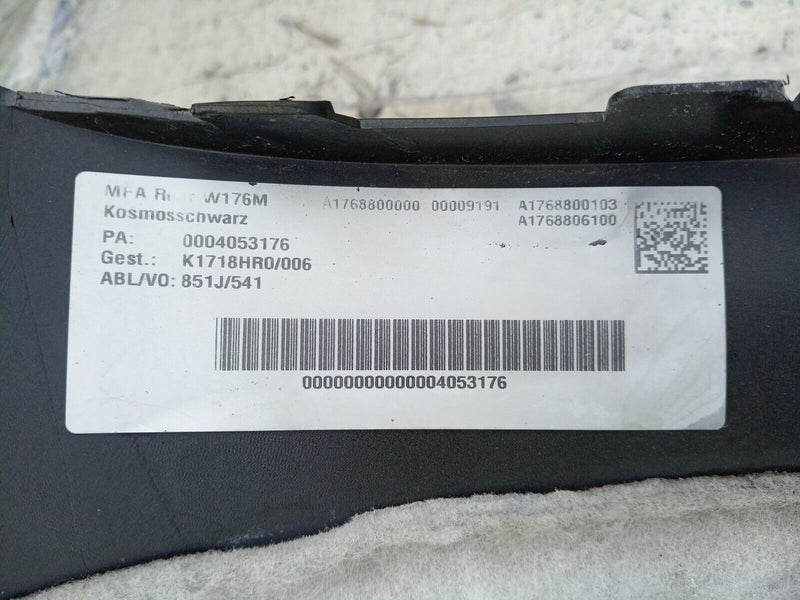 MFA W176M A1768800000 00009191 A1768800103
Kosmosschwarz A1768806100
PA: 0004053176
Gest.: K1718HR0/006
ABL/VO: 851J/541
00000000000004053176